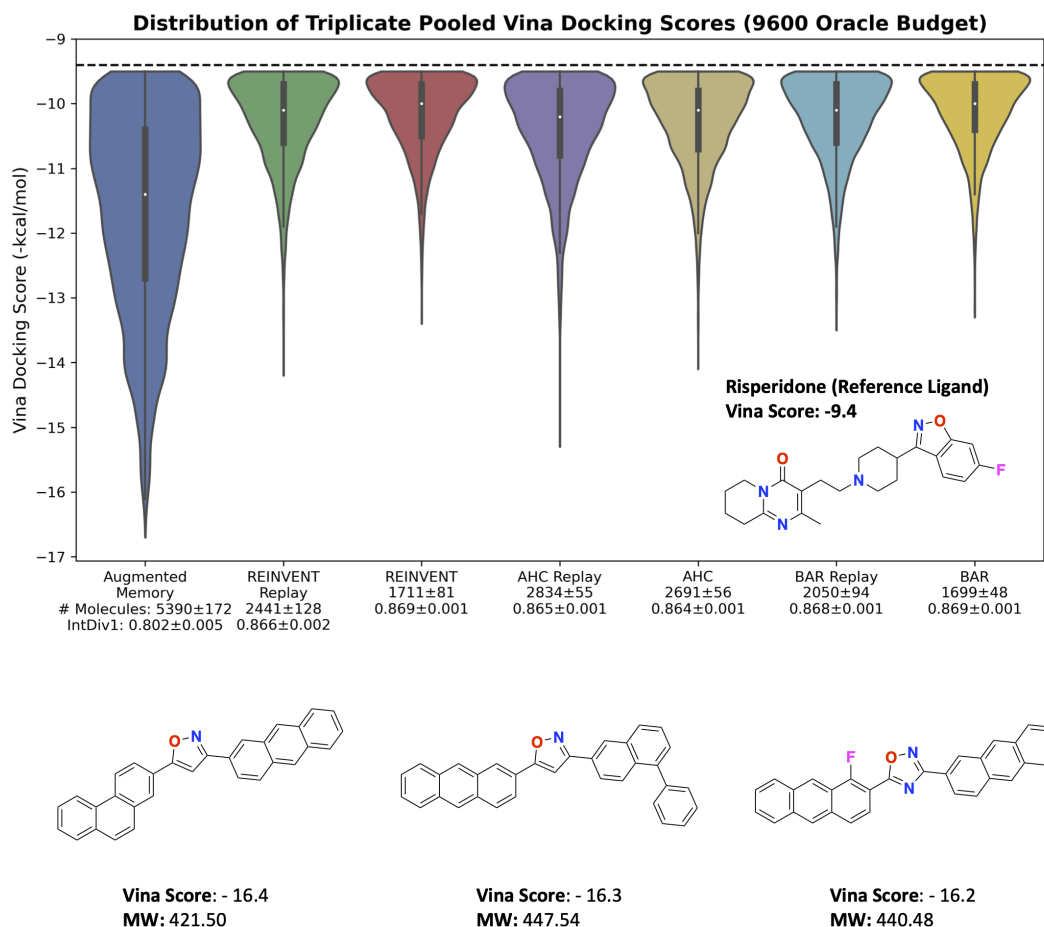 Distribution of Triplicate Pooled Vina Docking Scores (9600 Oracle Budget)
Vina Docking Score (-kcal/mol)
−9
−10
−11
−12
−13
−14
−15
−16
−17
Risperidone (Reference Ligand)
Vina Score: -9.4
O
N
N
N
N
O
F
Augmented
Memory
# Molecules: 5390±172
IntDiv1: 0.802±0.005
REINVENT
Replay
2441±128
0.866±0.002
REINVENT
1711±81
0.869±0.001
AHC Replay
2834±55
0.865±0.001
AHC
2691±56
0.864±0.001
BAR Replay
2050±94
0.868±0.001
BAR
1699±48
0.869±0.001
O N
O N
F
O N
N
Vina Score: - 16.4
MW: 421.50
Vina Score: - 16.3
MW: 447.54
Vina Score: - 16.2
MW: 440.48